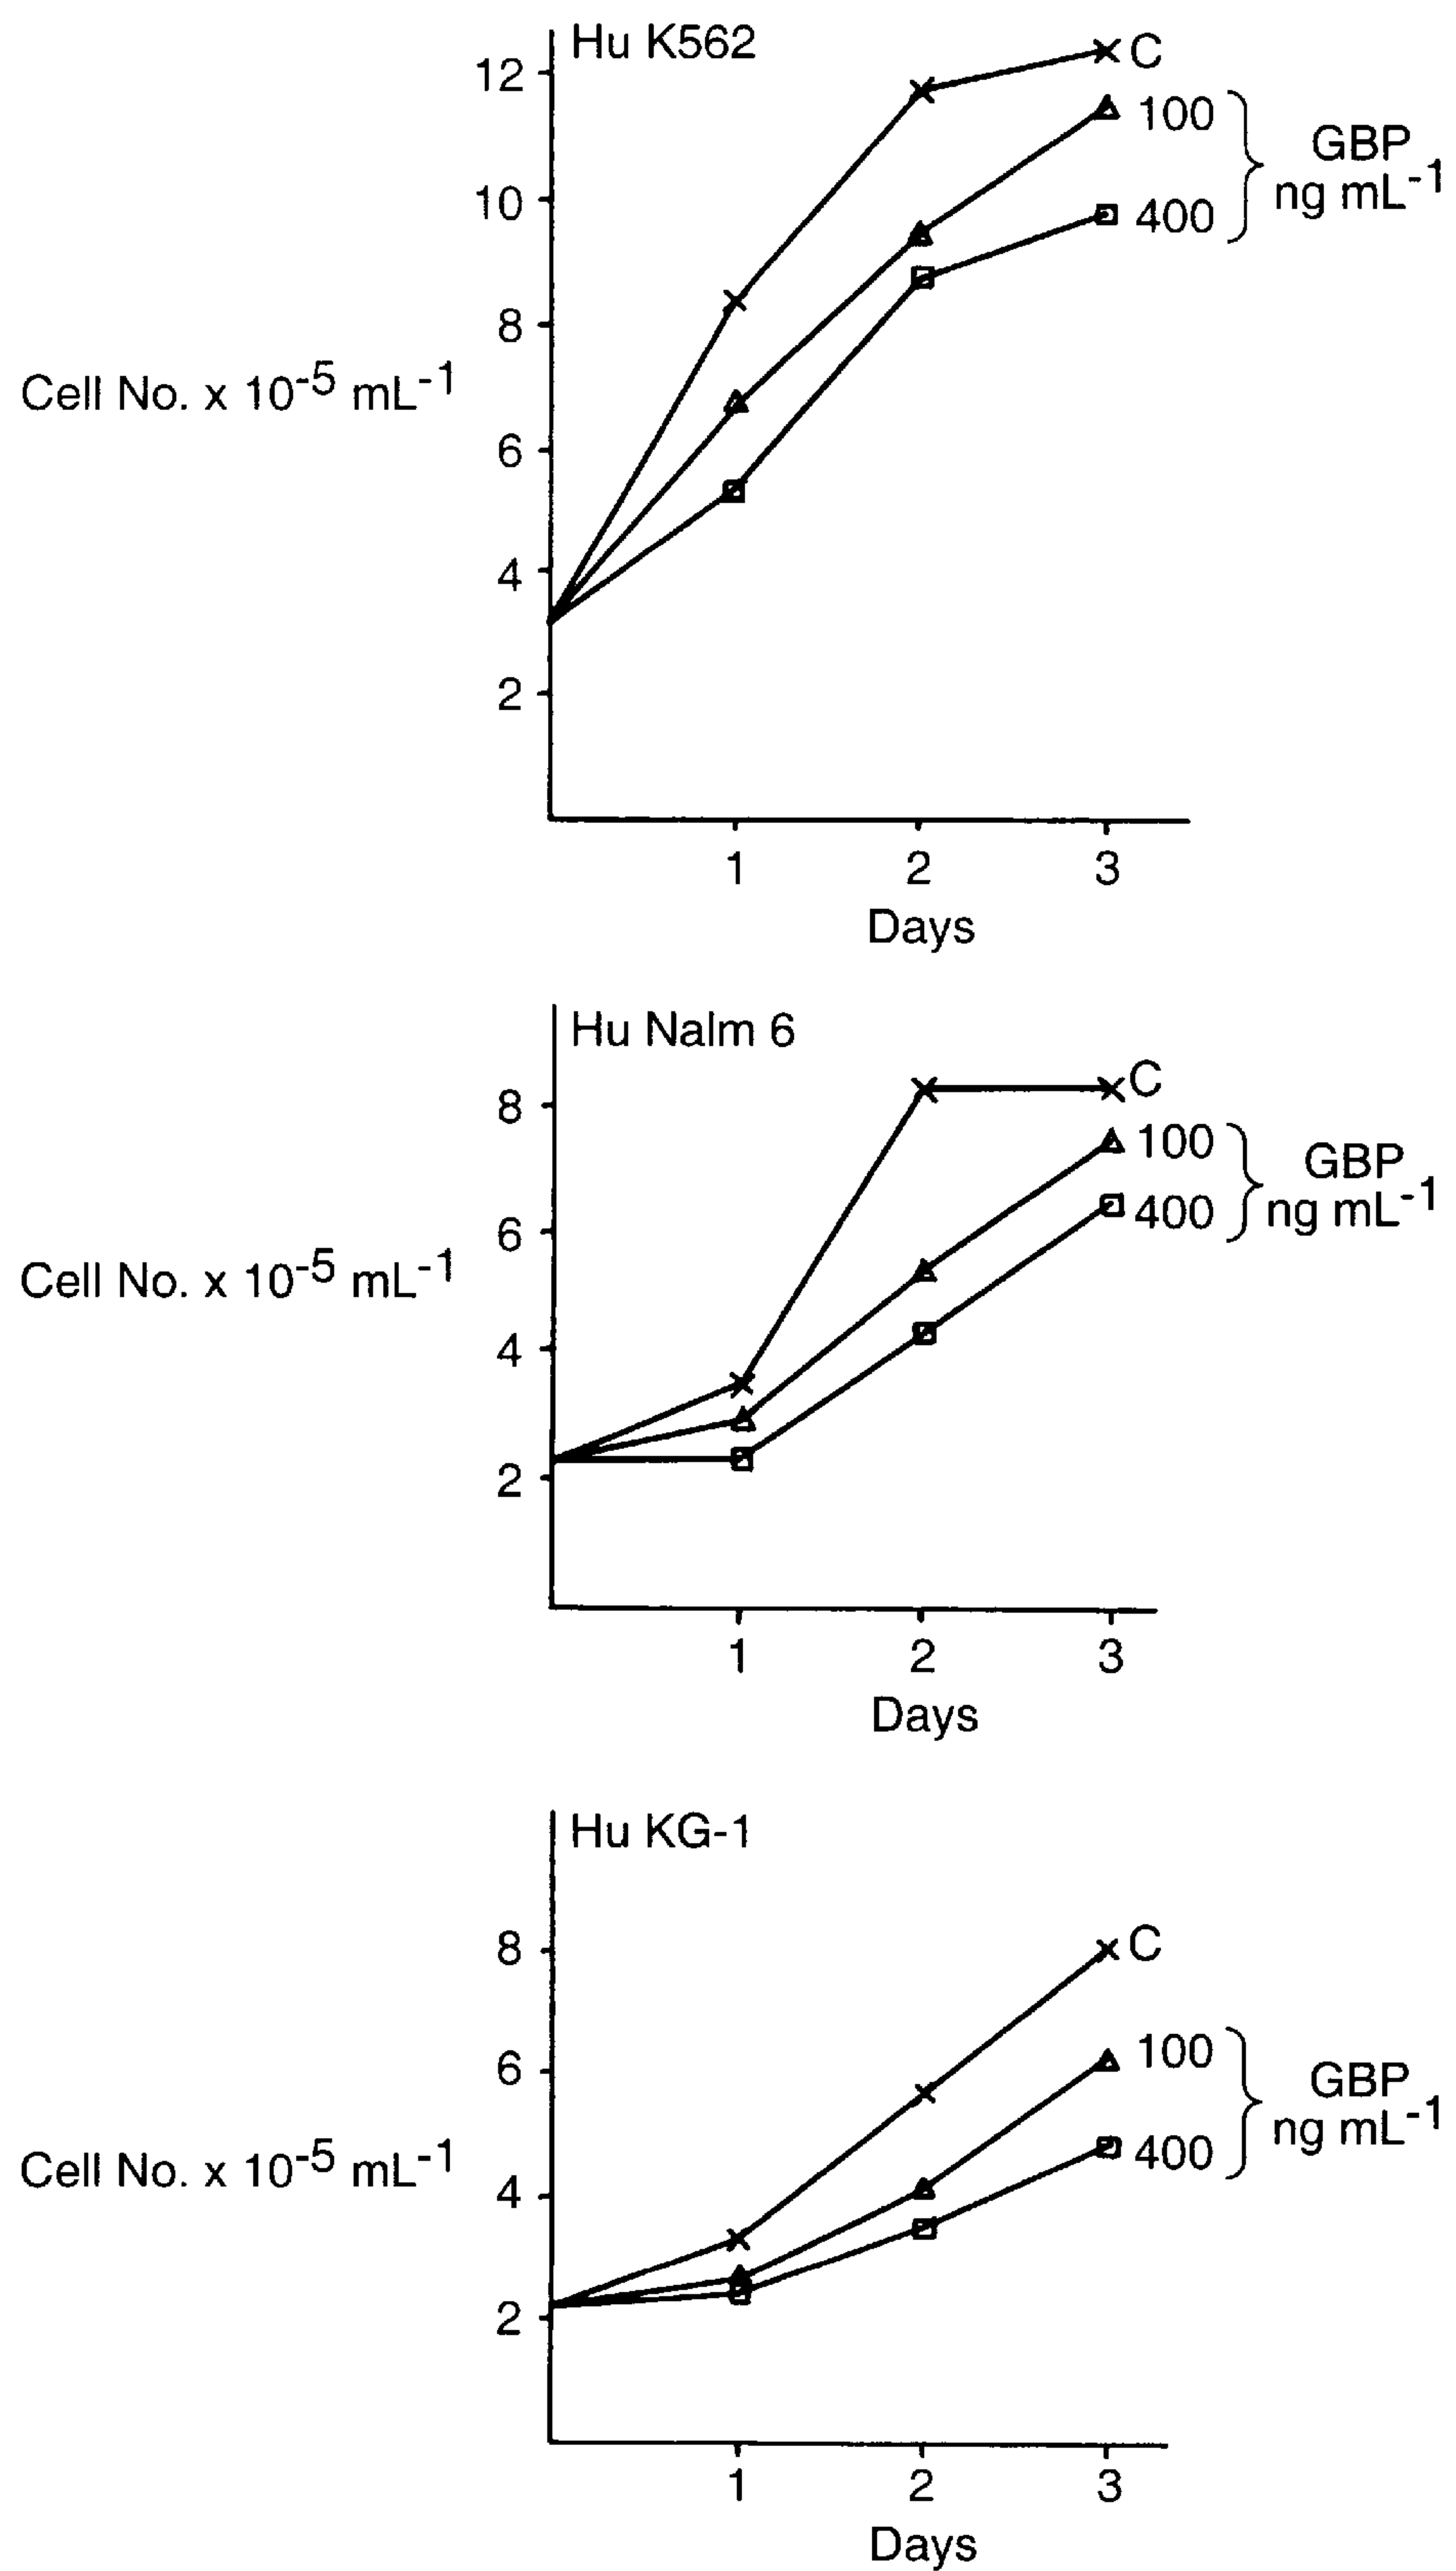 Hu K562
12
10
8
6
4
2
Cell No. x 10-5 mL-1
C
100
400
GBP
ng mL-1
1 2 3
Days
Hu Nalm 6
8
6
4
2
Cell No. x 10-5 mL-1
C
100
400
GBP
ng mL-1
1 2 3
Days
Hu KG-1
8
6
4
2
Cell No. x 10-5 mL-1
C
100
400
GBP
ng mL-1
1 2 3
Days